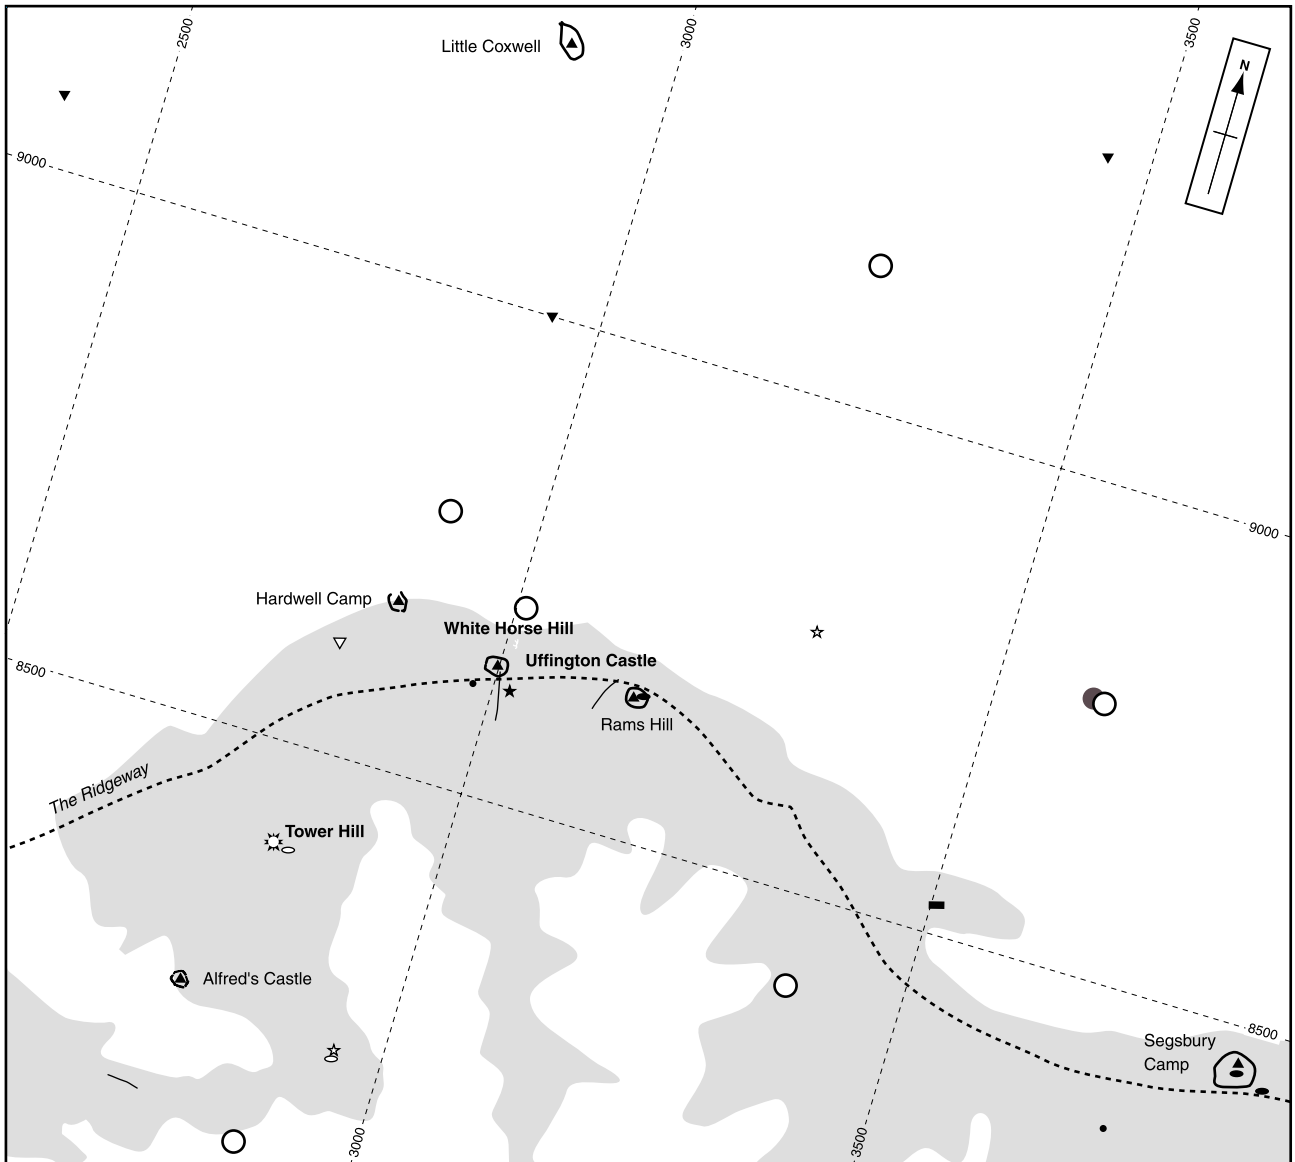 2500
3000
3500
Little Coxwell
N
9000
9000
Hardwell Camp
White Horse Hill
Uffington Castle
8500
Rams Hill
The Ridgeway
Tower Hill
Alfred's Castle
8500
Segsbury
Camp
3000
3500